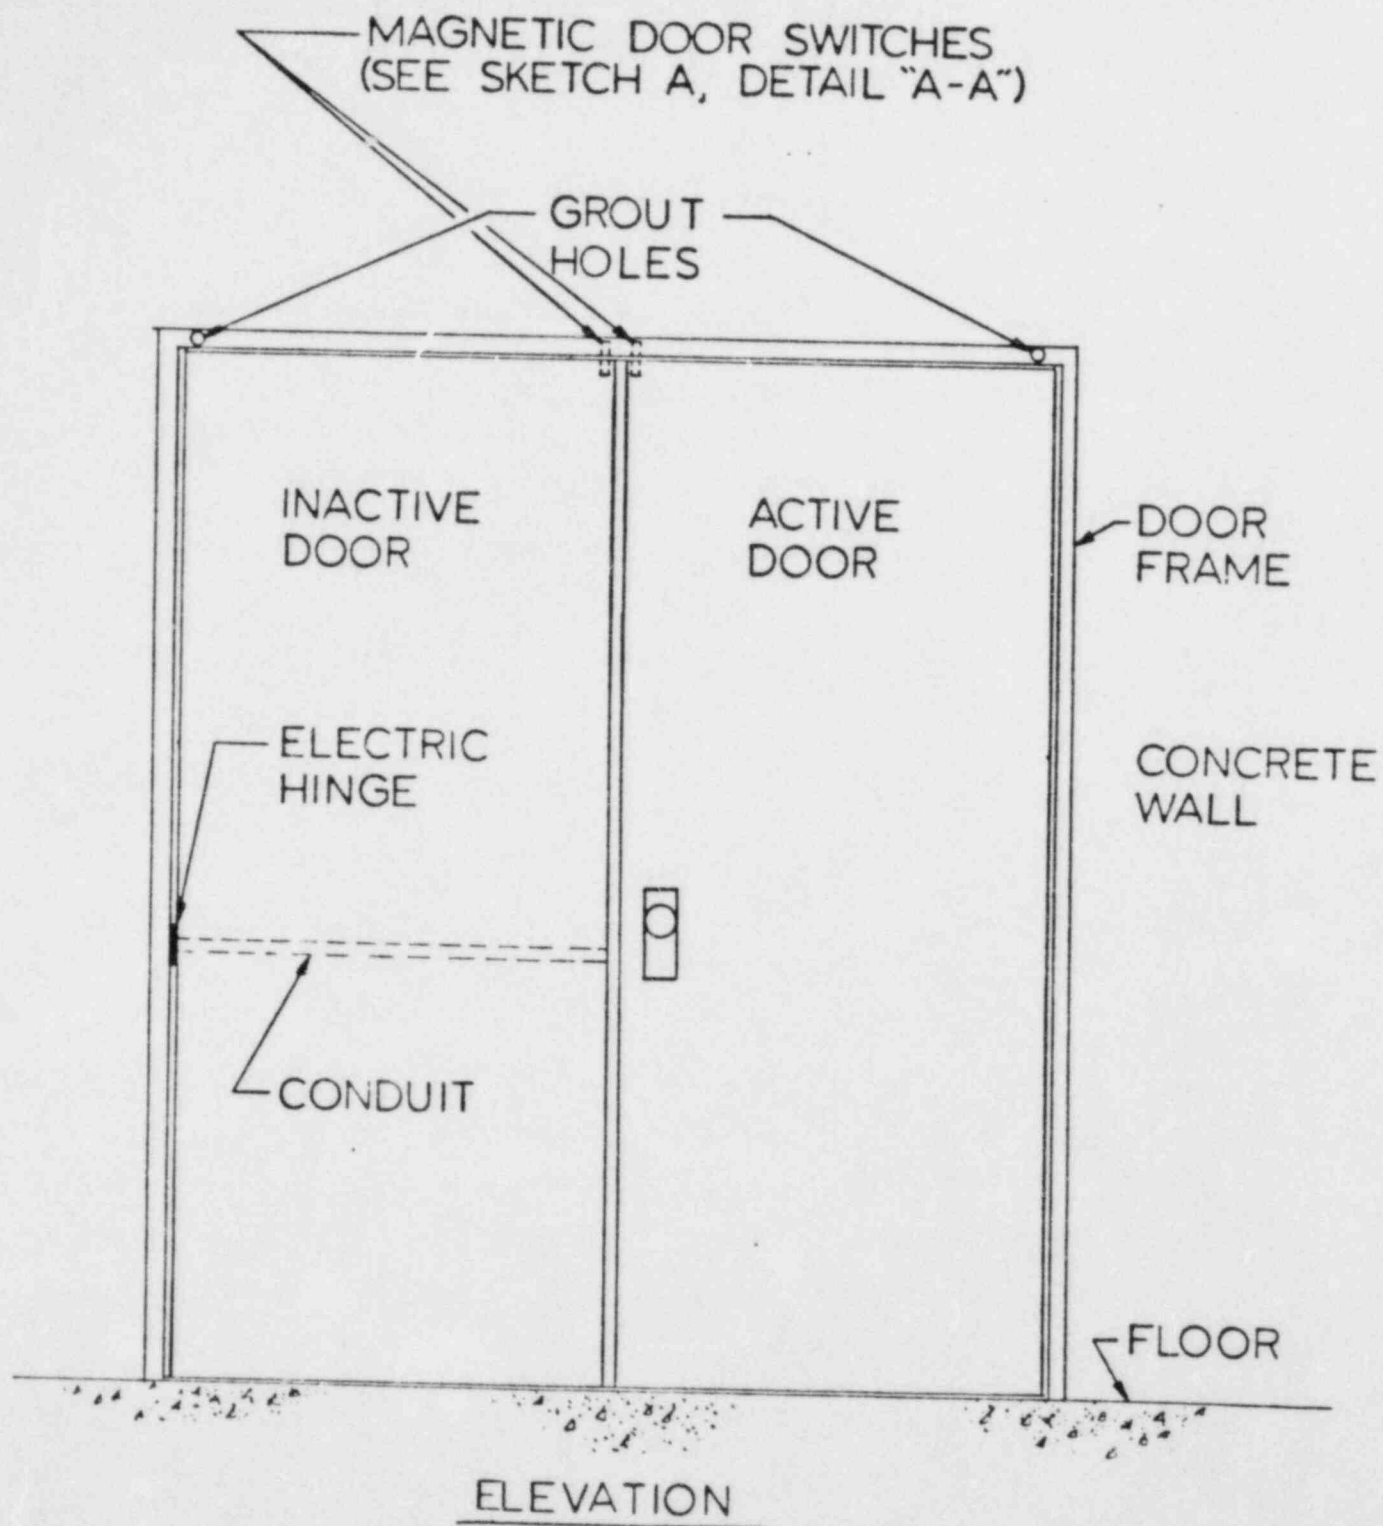 MAGNETIC DOOR SWITCHES
(SEE SKETCH A, DETAIL "A-A")
GROUT
HOLES
INACTIVE
DOOR
ACTIVE
DOOR
DOOR
FRAME
ELECTRIC
HINGE
CONCRETE
WALL
CONDUIT
FLOOR
ELEVATION